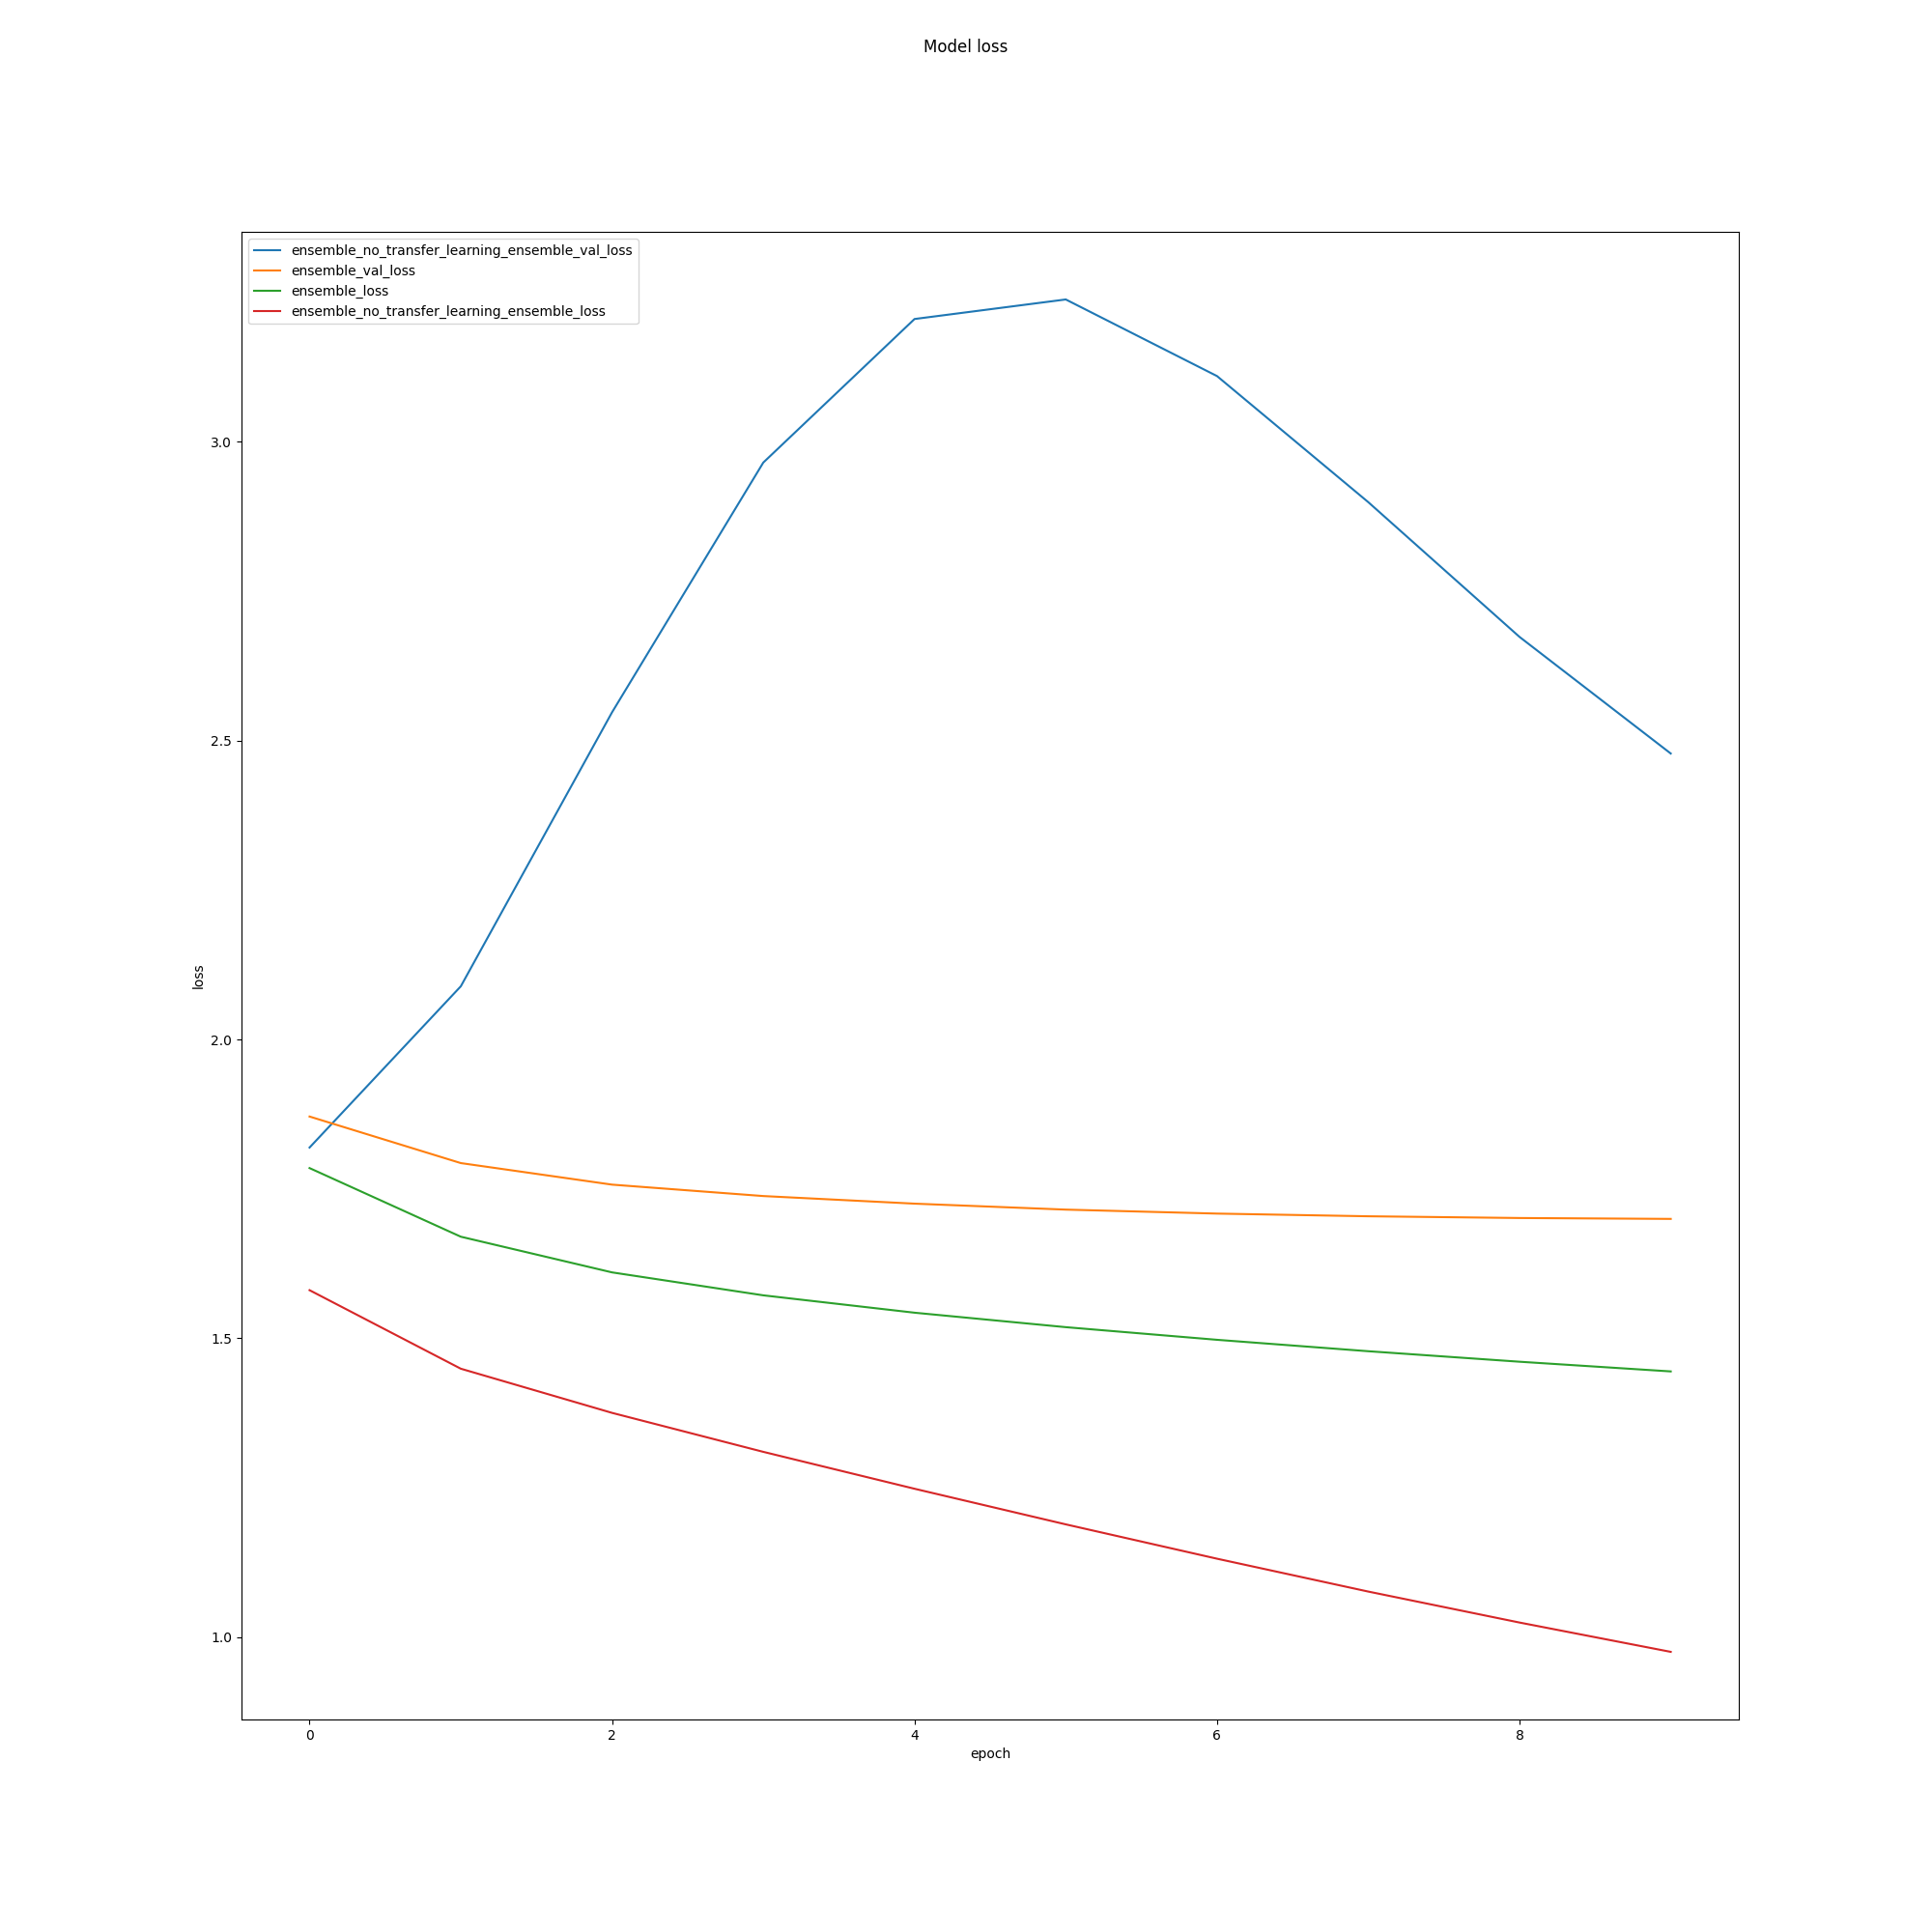 Model loss
ensemble_no_transfer_learning_ensemble_val_loss
ensemble_val_loss
ensemble_loss
ensemble_no_transfer_learning_ensemble_loss
3.0
2.5
loss
2.0
1.5
1.0
0 2 4 6 8
epoch